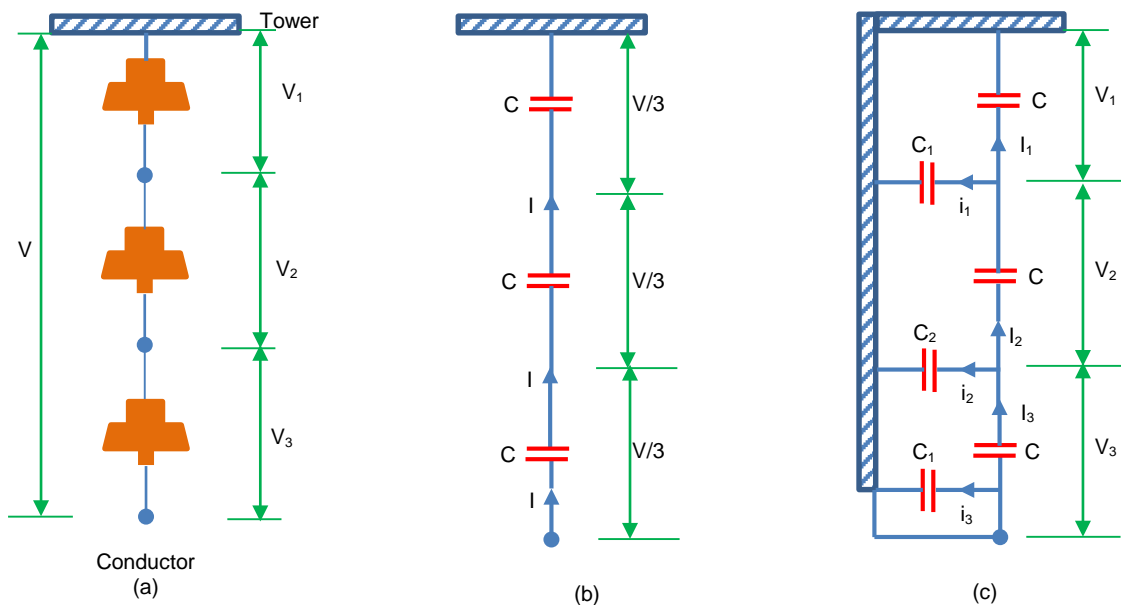 Tower
V
V₁
V₂
V₃
Conductor
(a)
C
V/3
I
C
V/3
I
C
V/3
I
(b)
C
V₁
C₁
I₁
i₁
C
V₂
C₂
I₂
i₂
I₃
C
V₃
C₁
i₃
(c)